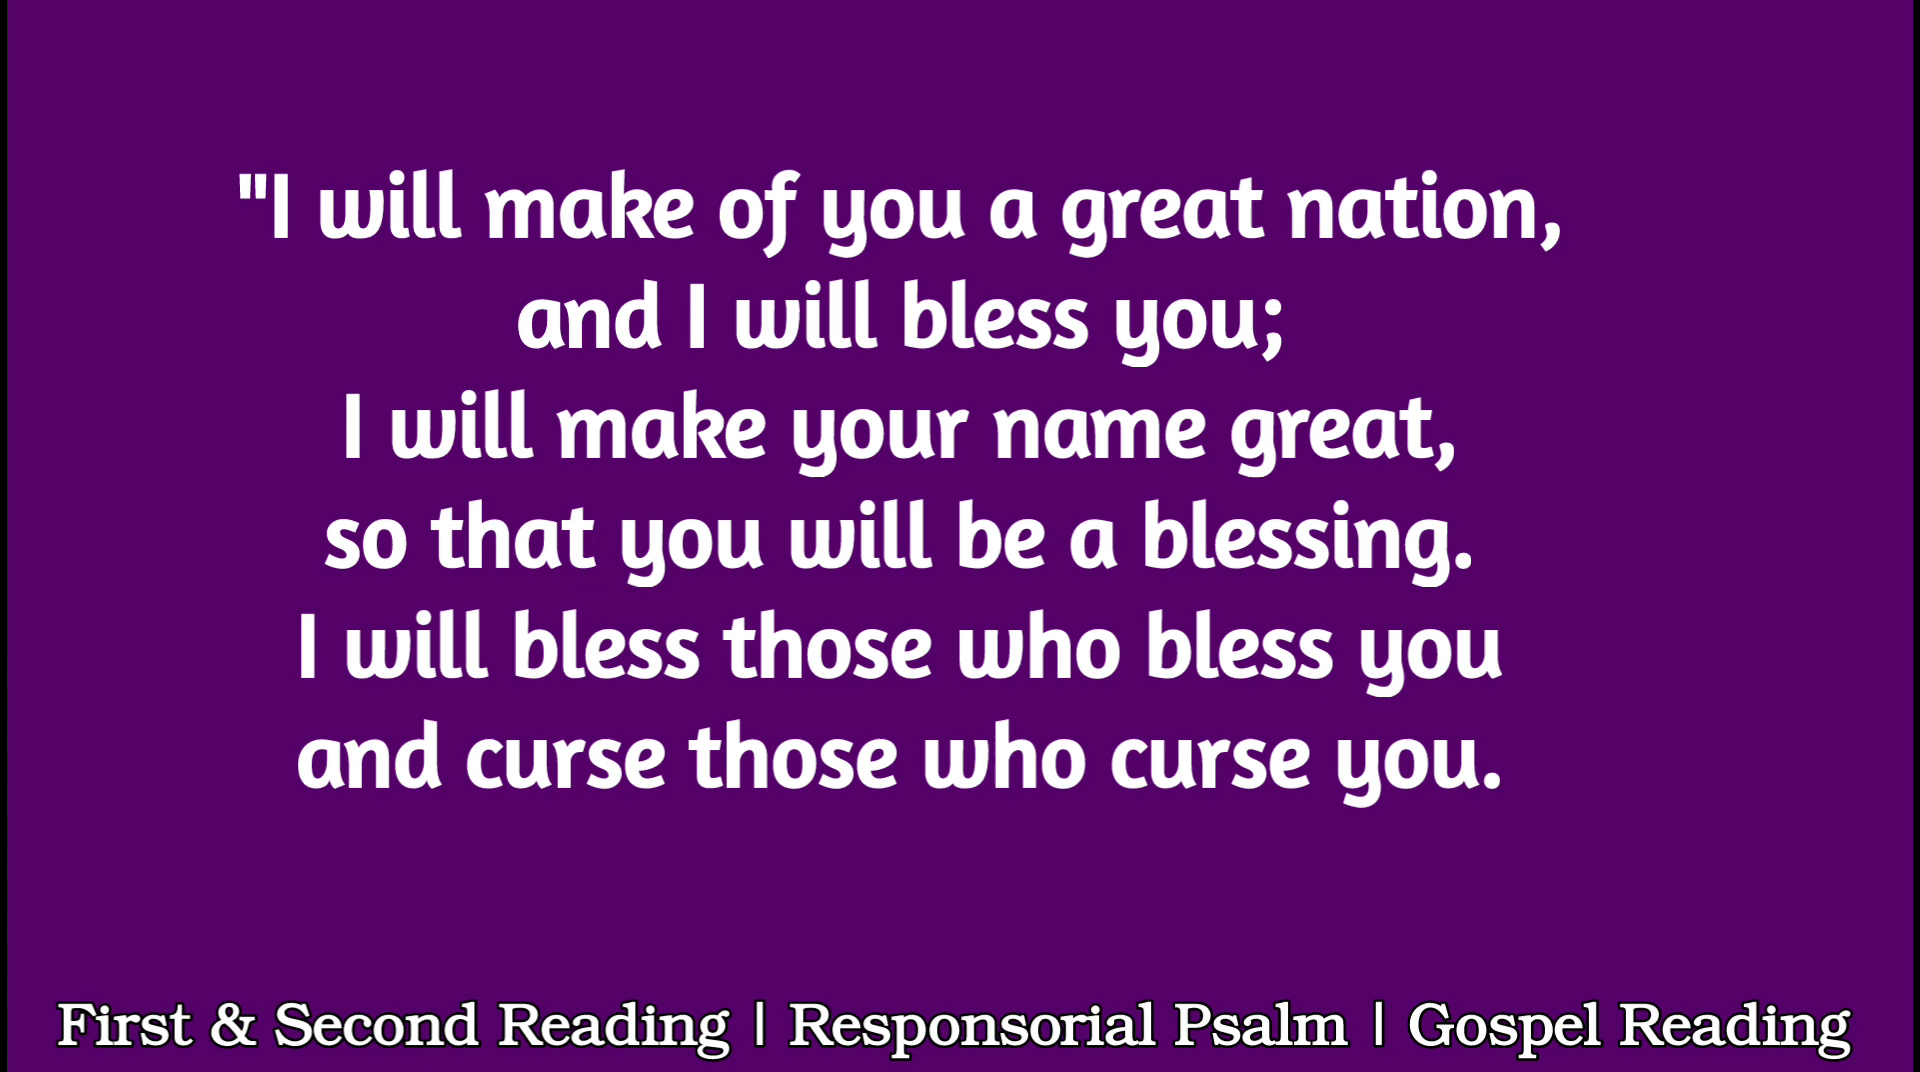 "I will make of you a great nation,
and I will bless you;
I will make your name great,
so that you will be a blessing.
I will bless those who bless you
and curse those who curse you.
First & Second Reading | Responsorial Psalm | Gospel Reading